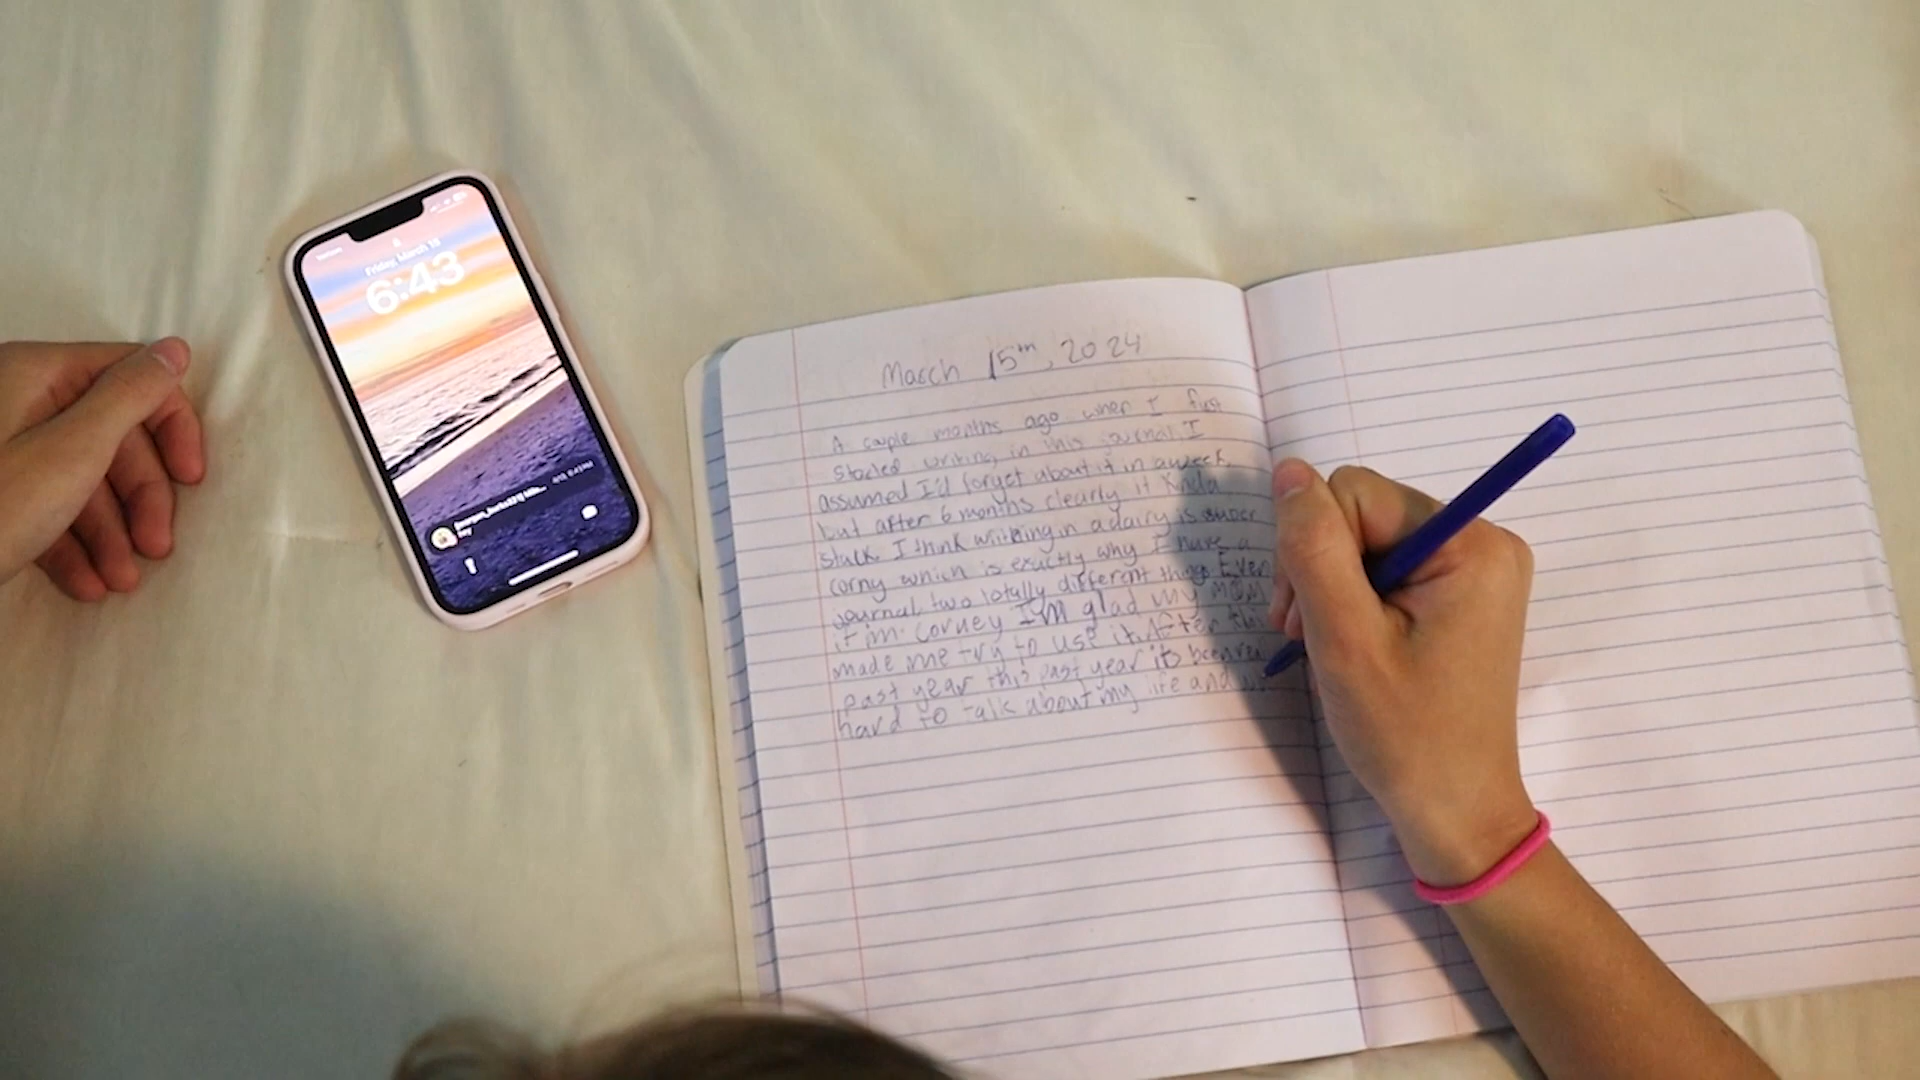 Friday, March 15
6:43
March 15th, 2024
A couple months ago when I first
started writing in this journal I
assumed I'd forget about it in a week
but after 6 months clearly it kinda
stuck I think writing in a dairy is super
corny which is exactly why I have a
journal, two totally different things Even
if im corney I'm glad my MOM
made me try to use it. After this
past year this past year its been
hard to talk about my life and